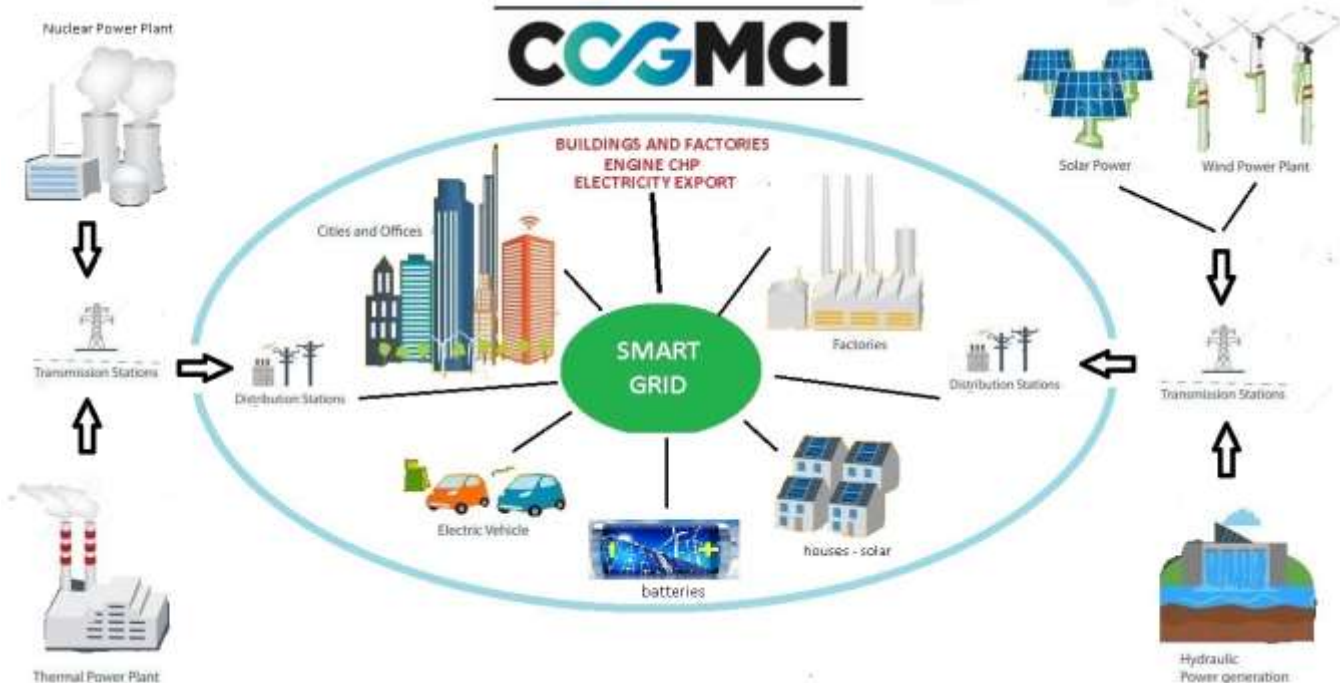 COGMCI
Nuclear Power Plant
BUILDINGS AND FACTORIES
ENGINE CHP
ELECTRICITY EXPORT
Solar Power
Wind Power Plant
Cities and Offices
Factories
SMART
GRID
Transmission Stations
Distribution Stations
Distribution Stations
Transmission Stations
Electric Vehicle
houses - solar
batteries
Thermal Power Plant
Hydraulic
Power generation